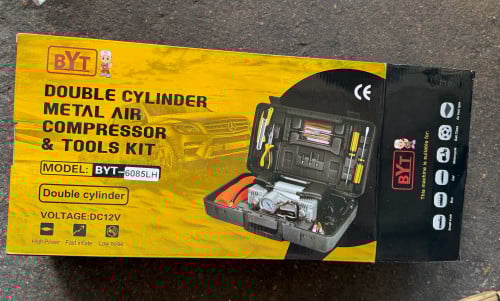 BYT
DOUBLE CYLINDER
METAL AIR
COMPRESSOR
& TOOLS KIT
MODEL: BYT-6085LH
Double cylinder
VOLTAGE:DC12V
High Power
Fast inflate
Low noise
CE
BYT
This machine is suitable for: